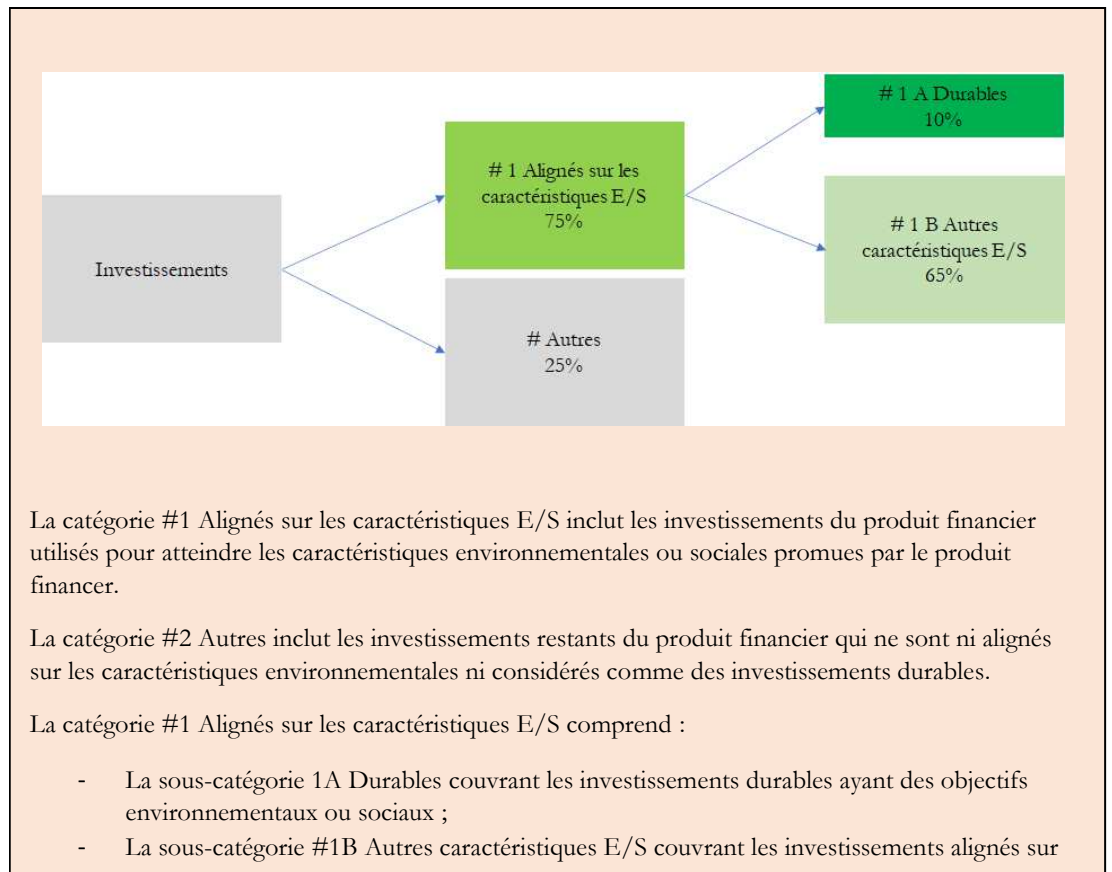 # 1 A Durables
10%
# 1 Alignés sur les
caractéristiques E/S
75%
# 1 B Autres
caractéristiques E/S
65%
Investissements
# Autres
25%
La catégorie #1 Alignés sur les caractéristiques E/S inclut les investissements du produit financier
utilisés pour atteindre les caractéristiques environnementales ou sociales promues par le produit
financer.
La catégorie #2 Autres inclut les investissements restants du produit financier qui ne sont ni alignés
sur les caractéristiques environnementales ni considérés comme des investissements durables.
La catégorie #1 Alignés sur les caractéristiques E/S comprend :
- La sous-catégorie 1A Durables couvrant les investissements durables ayant des objectifs
environnementaux ou sociaux ;
- La sous-catégorie #1B Autres caractéristiques E/S couvrant les investissements alignés sur